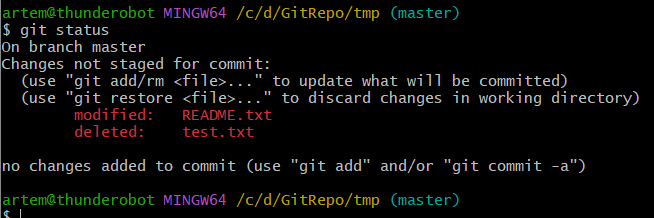 artem@thunderobot MINGW64 /c/d/GitRepo/tmp (master)
$ git status
On branch master
Changes not staged for commit:
  (use "git add/rm <file>..." to update what will be committed)
  (use "git restore <file>..." to discard changes in working directory)
        modified:   README.txt
        deleted:    test.txt

no changes added to commit (use "git add" and/or "git commit -a")

artem@thunderobot MINGW64 /c/d/GitRepo/tmp (master)
$